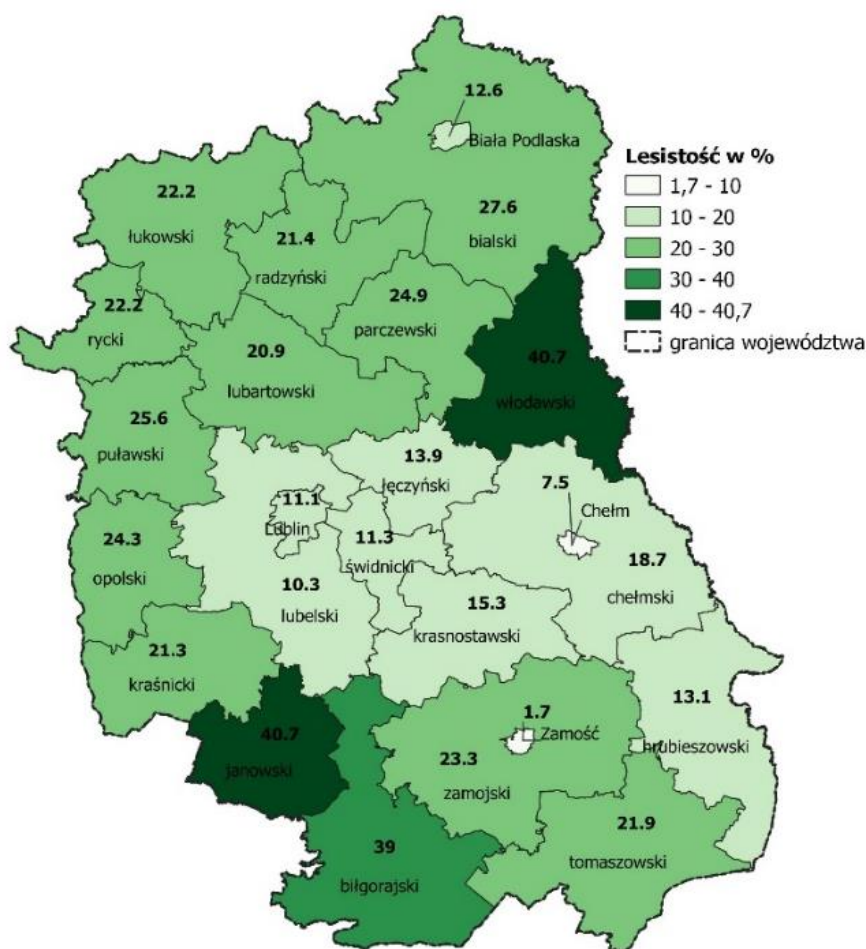 12.6
Biała Podlaska
Lesistość w %
1,7 - 10
10 - 20
20 - 30
30 - 40
40 - 40,7
granica województwa
22.2
łukowski
21.4
radzyński
27.6
bialski
22.2
rycki
24.9
parczewski
20.9
lubartowski
40.7
włodawski
25.6
puławski
13.9
łęczyński
7.5
Chełm
11.1
Lublin
11.3
świdnicki
24.3
opolski
10.3
lubelski
18.7
chełmski
15.3
krasnostawski
21.3
kraśnicki
13.1
hrubieszowski
1.7
Zamość
40.7
janowski
23.3
zamojski
21.9
tomaszowski
39
biłgorajski